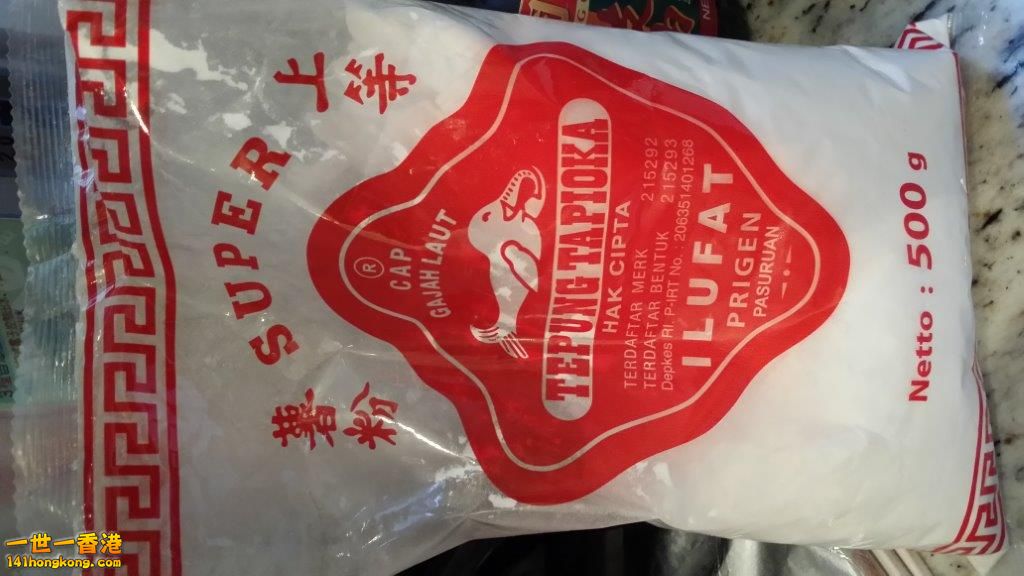 SUPER
上等
薯粉
®
CAP
GAJAH LAUT
TEPUNG TAPIOKA
HAK CIPTA
TERDAFTAR MERK 215292
TERDAFTAR BENTUK 215293
Depkes RI. P-IRT No. 209351401268
ILUFAT
PRIGEN
PASURUAN
Netto : 500 g
一世一香港
141hongkong.com